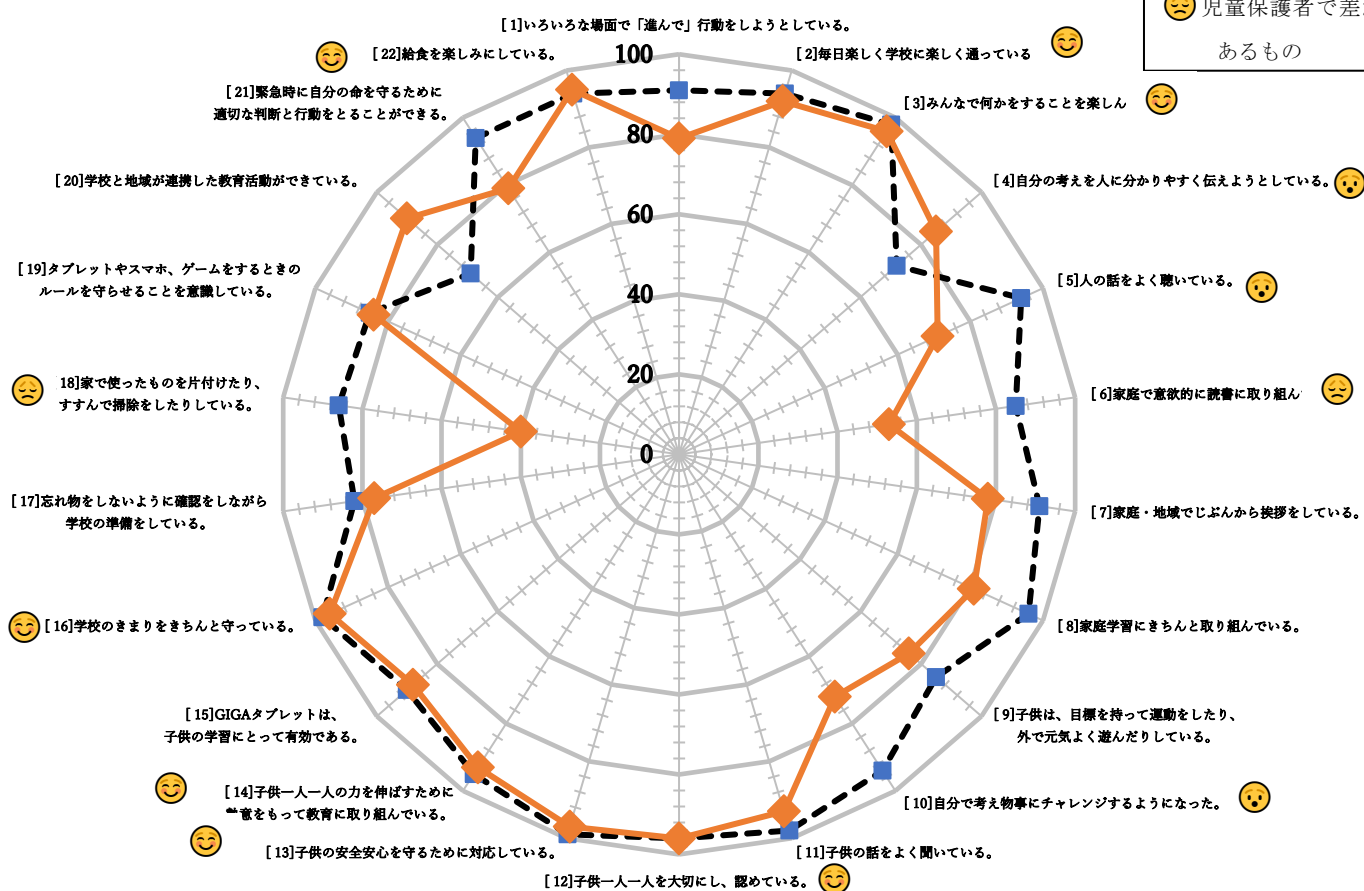 児童保護者で差
あるもの
[1]いろいろな場面で「進んで」行動をしようとしている。
[2]毎日楽しく学校に楽しく通っている
[3]みんなで何かをすることを楽しん
[4]自分の考えを人に分かりやすく伝えようとしている。
[5]人の話をよく聴いている。
[6]家庭で意欲的に読書に取り組ん
[7]家庭・地域でじぶんから挨拶をしている。
[8]家庭学習にきちんと取り組んでいる。
[9]子供は、目標を持って運動をしたり、
外で元気よく遊んだりしている。
[10]自分で考え物事にチャレンジするようになった。
[11]子供の話をよく聞いている。
[12]子供一人一人を大切にし、認めている。
[13]子供の安全安心を守るために対応している。
[14]子供一人一人の力を伸ばすために
意をもって教育に取り組んでいる。
[15]GIGAタブレットは、
子供の学習にとって有効である。
[16]学校のきまりをきちんと守っている。
[17]忘れ物をしないように確認をしながら
学校の準備をしている。
18]家で使ったものを片付けたり、
すすんで掃除をしたりしている。
[19]タブレットやスマホ、ゲームをするときの
ルールを守らせることを意識している。
[20]学校と地域が連携した教育活動ができている。
[21]緊急時に自分の命を守るために
適切な判断と行動をとることができる。
[22]給食を楽しみにしている。
100
80
60
40
20
0